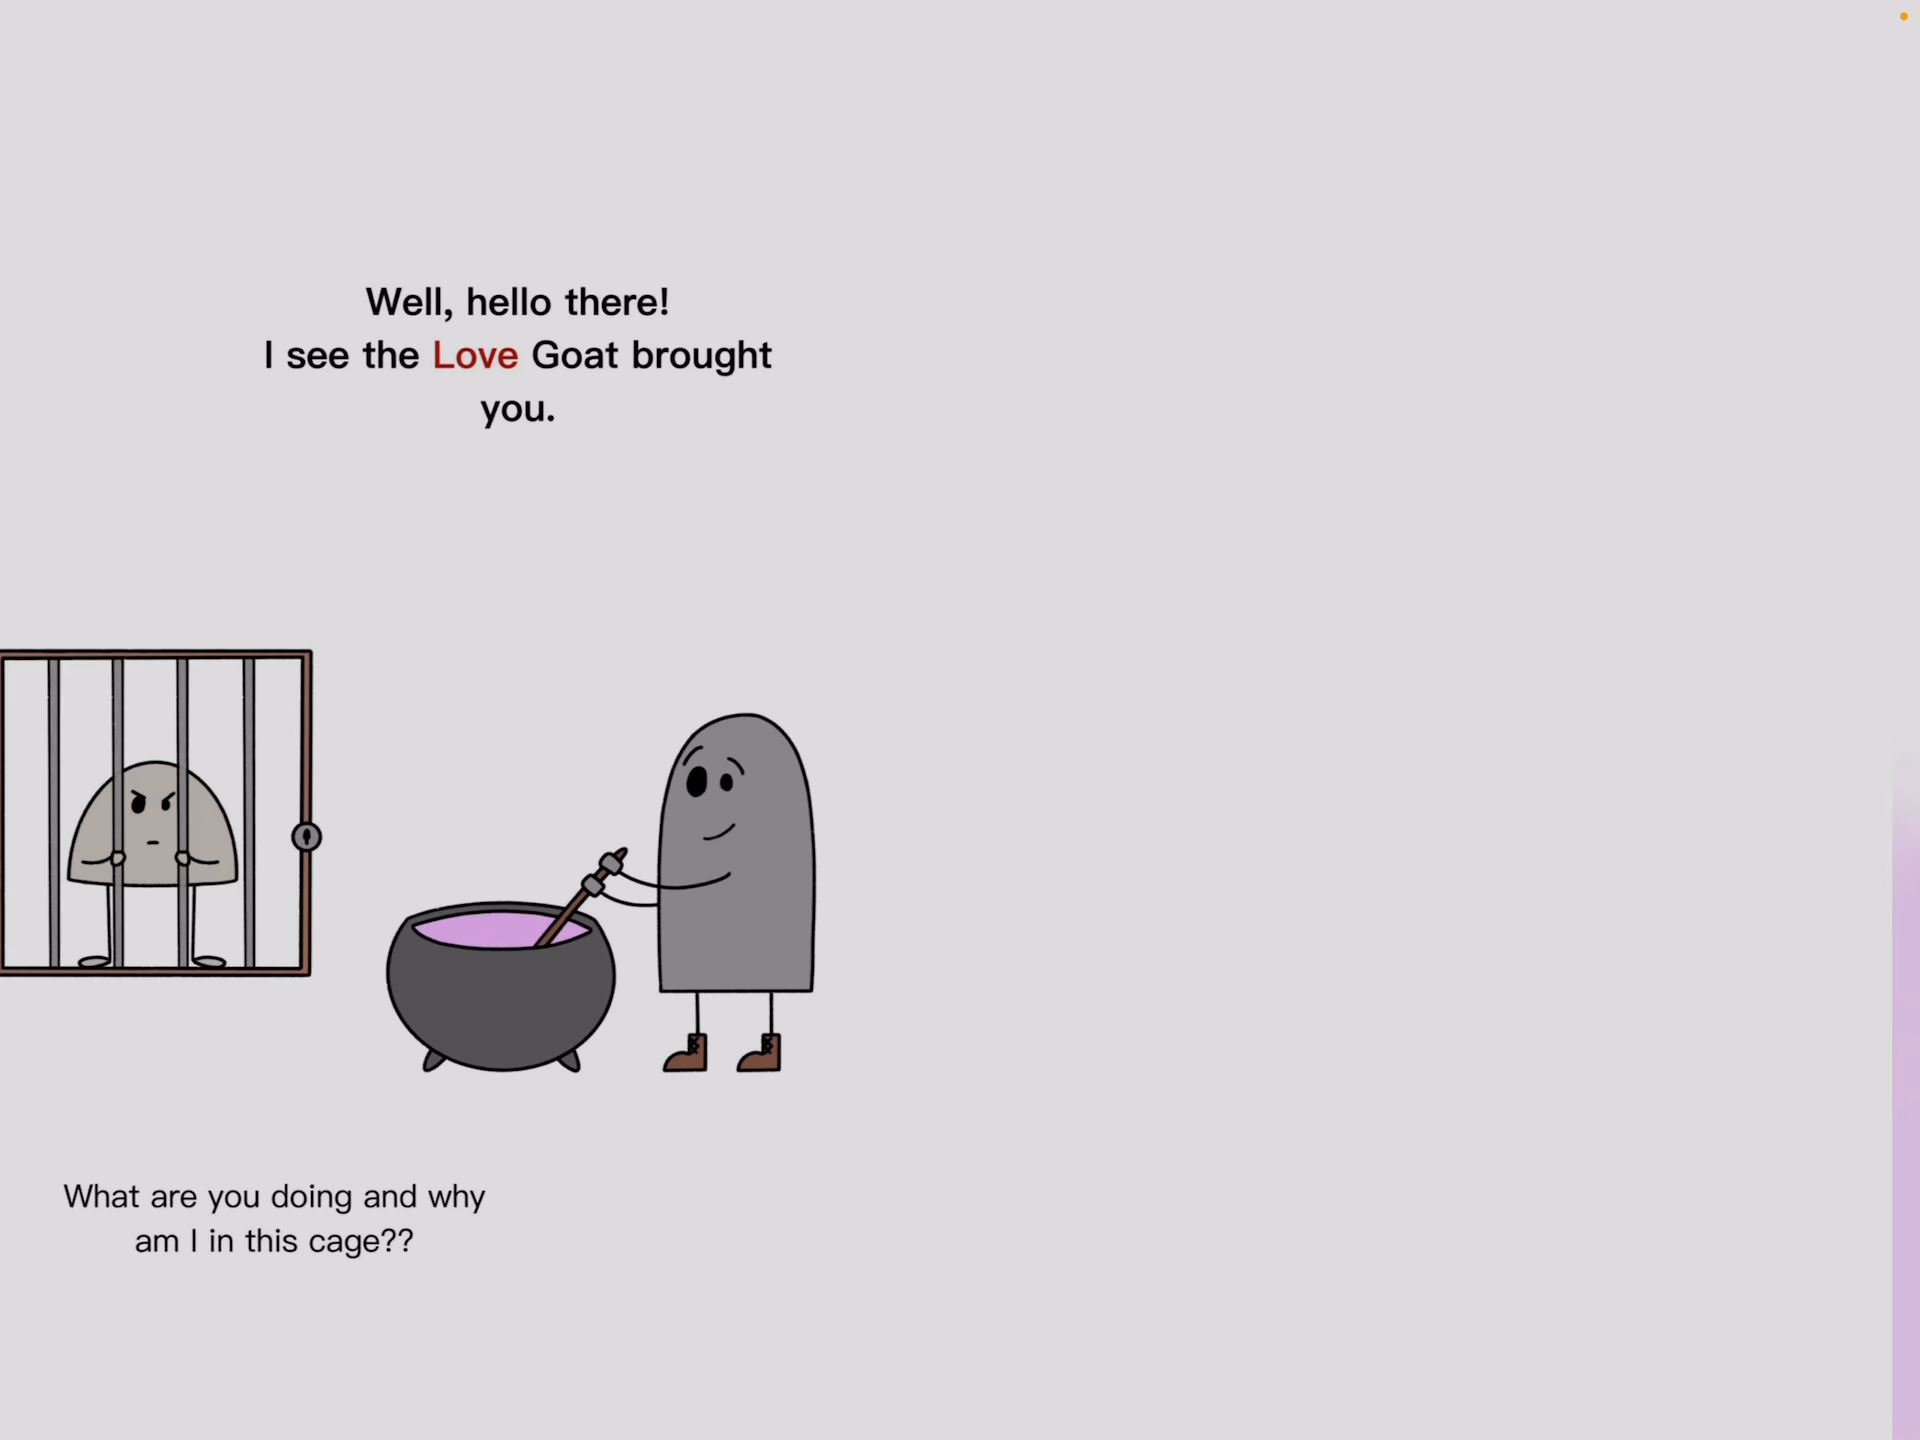 Well, hello there!
I see the Love Goat brought
you.
What are you doing and why
am I in this cage??